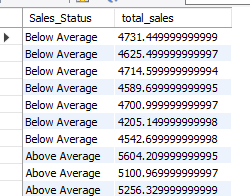 Sales_Status total_sales
Below Average 4731.449999999999
Below Average 4625.499999999997
Below Average 4714.599999999994
Below Average 4589.699999999995
Below Average 4700.999999999997
Below Average 4205.149999999998
Below Average 4542.699999999998
Above Average 5604.209999999995
Above Average 5100.969999999997
Above Average 5256.329999999999